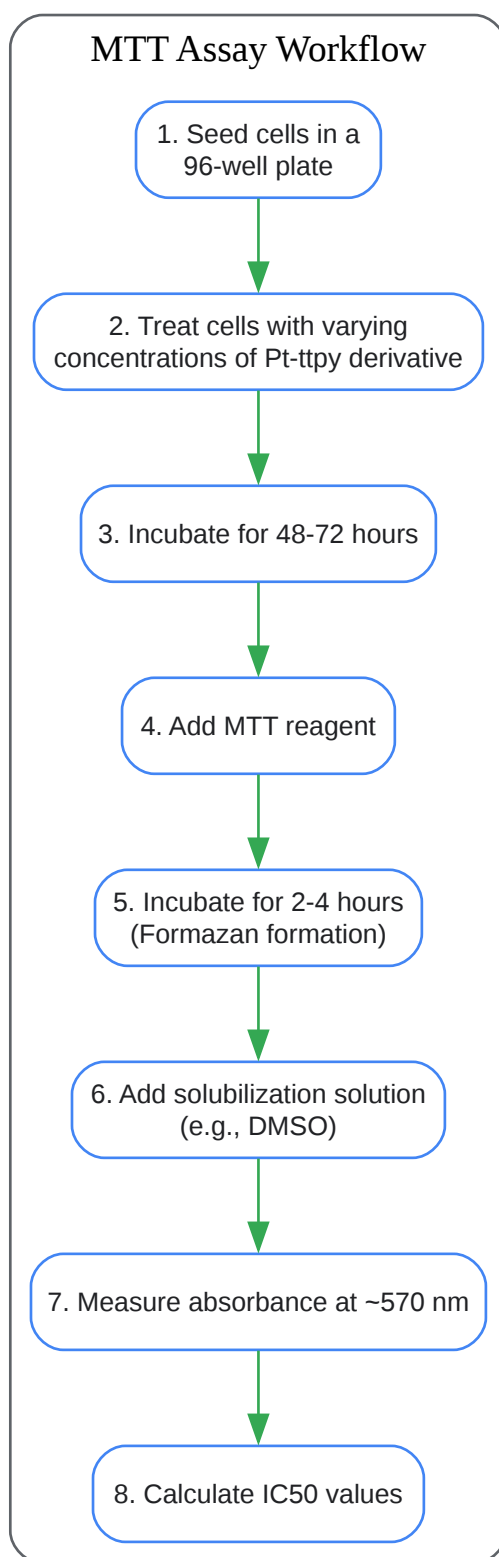 MTT Assay Workflow
1. Seed cells in a
96-well plate
2. Treat cells with varying
concentrations of Pt-ttpy derivative
3. Incubate for 48-72 hours
4. Add MTT reagent
5. Incubate for 2-4 hours
(Formazan formation)
6. Add solubilization solution
(e.g., DMSO)
7. Measure absorbance at ~570 nm
8. Calculate IC50 values